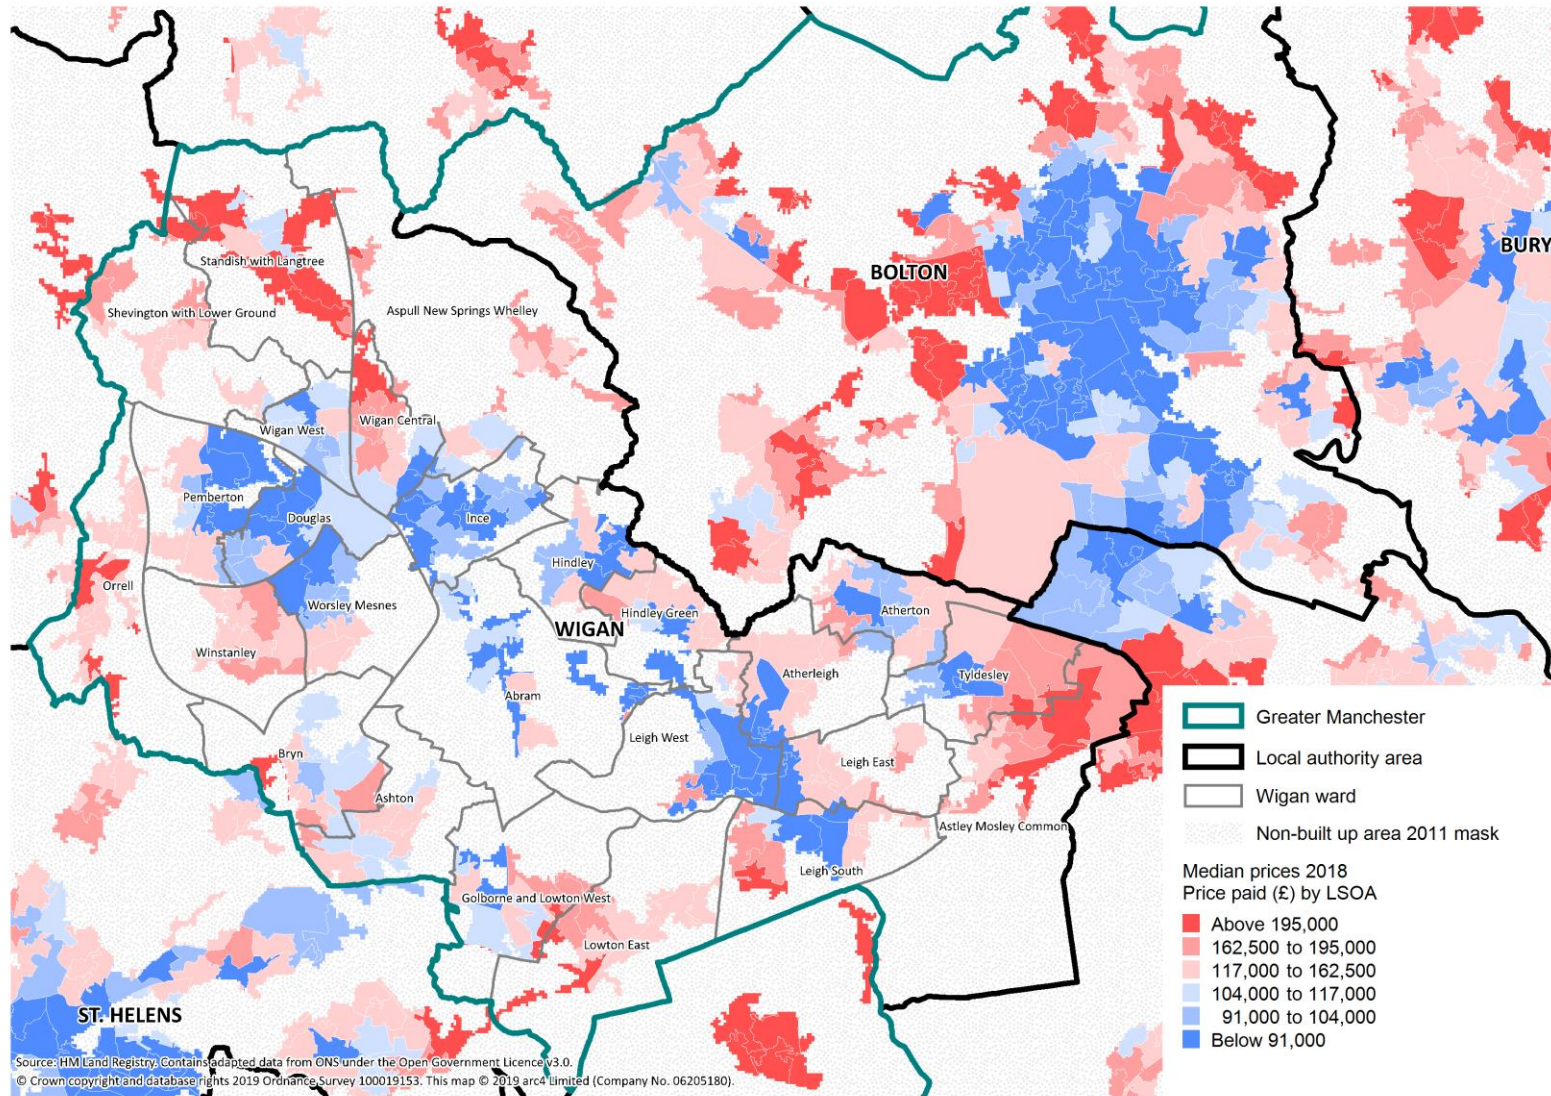 BURY
BOLTON
Standish with Langtree
Shevington with Lower Ground
Aspull New Springs Whelley
Wigan Central
Wigan West
Pemberton
Douglas
Ince
Hindley
Orrell
Worsley Mesnes
Hindley Green
Atherton
WIGAN
Winstanley
Atherleigh
Tyldesley
Abram
Leigh West
Bryn
Leigh East
Ashton
Astley Mosley Common
Leigh South
Golborne and Lowton West
Lowton East
ST. HELENS
Greater Manchester
Local authority area
Wigan ward
Non-built up area 2011 mask
Median prices 2018
Price paid (£) by LSOA
Above 195,000
162,500 to 195,000
117,000 to 162,500
104,000 to 117,000
91,000 to 104,000
Below 91,000
Source: HM Land Registry. Contains adapted data from ONS under the Open Government Licence v3.0.
© Crown copyright and database rights 2019 Ordnance Survey 100019153. This map © 2019 arc4 Limited (Company No. 06205180).